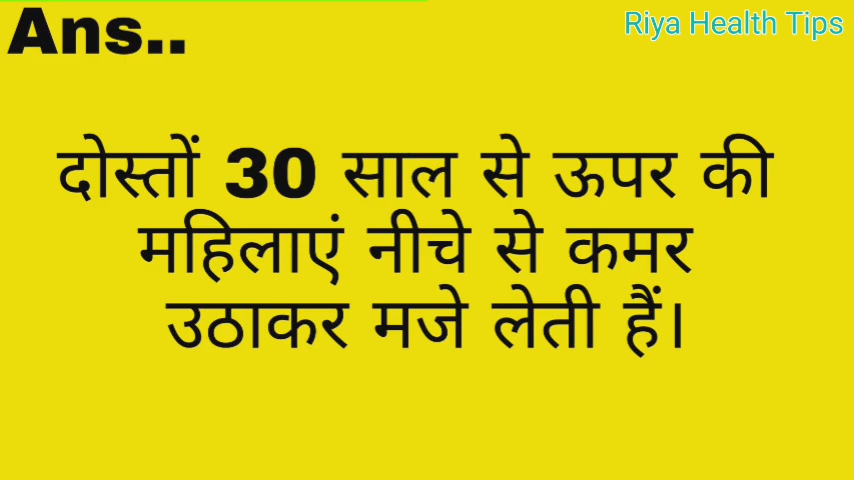 Ans..
Riya Health Tips
दोस्तों 30 साल से ऊपर की
महिलाएं नीचे से कमर
उठाकर मजे लेती हैं।